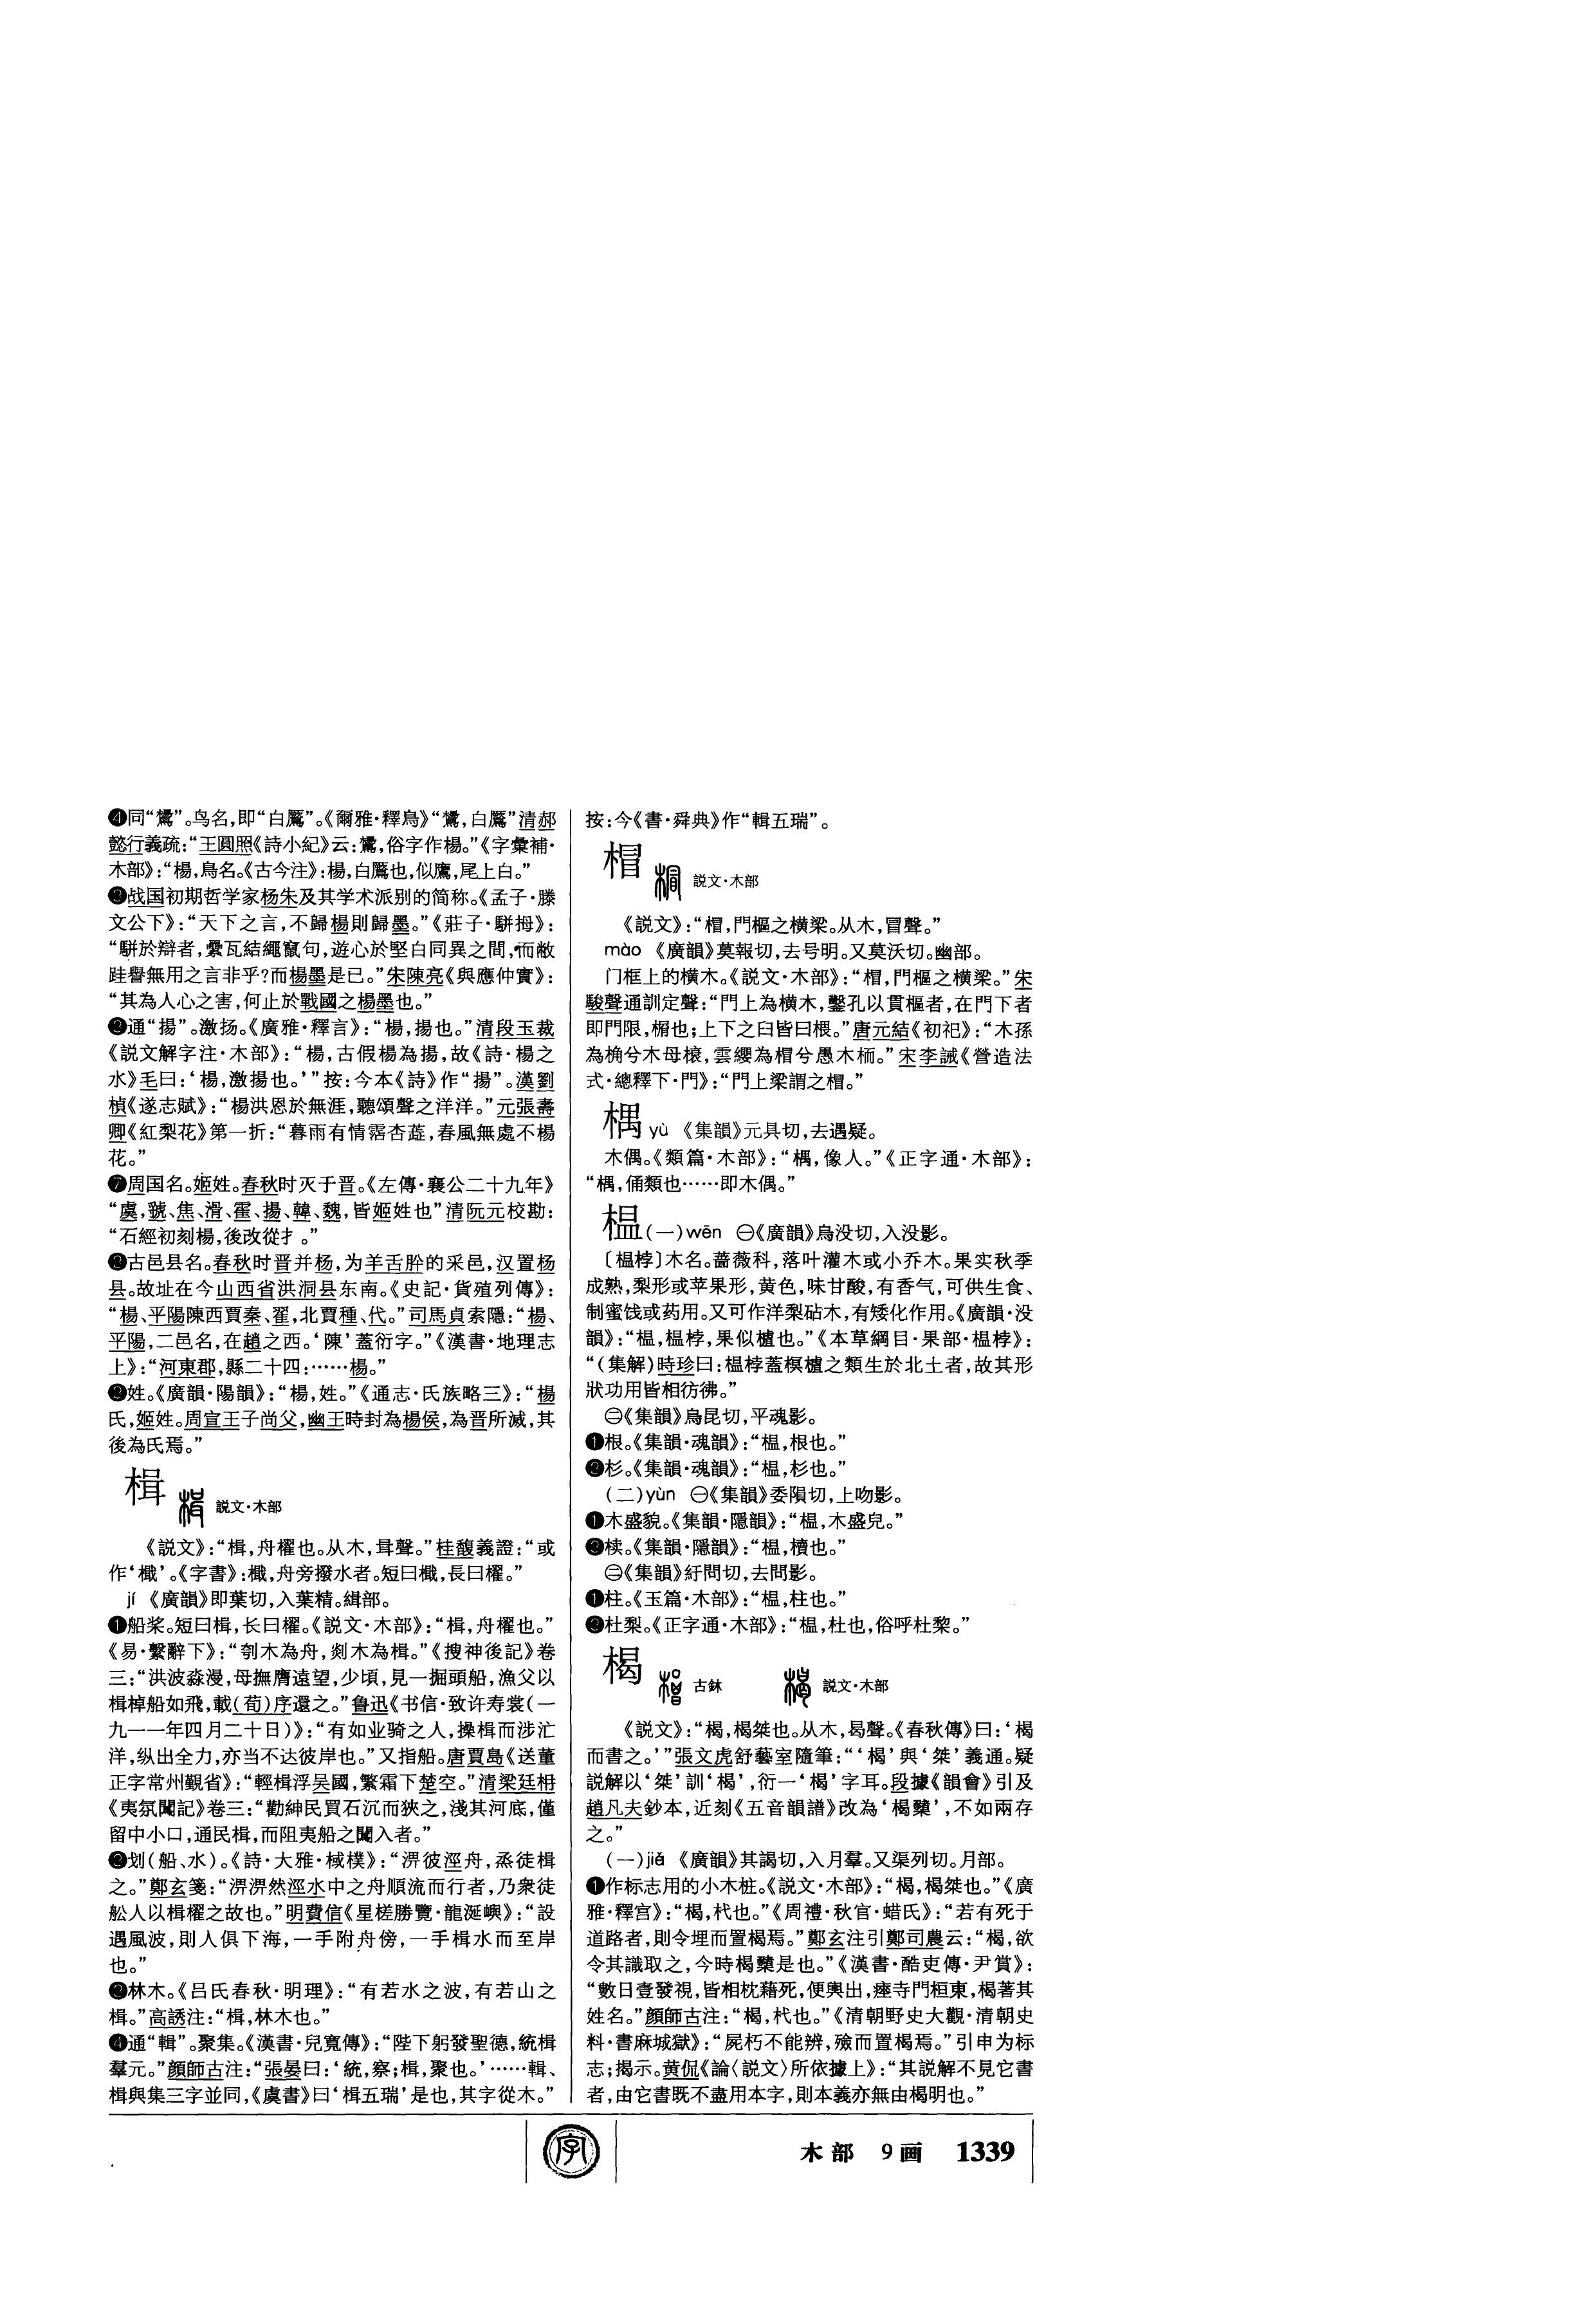 ❹同“鸉”。鸟名,即“白鷢”。《爾雅·釋鳥》“鸉,白鷢”清郝
懿行義疏:“王圓照《詩小紀》云:鸉,俗字作楊。”《字彙補·
木部》:“楊,鳥名。《古今注》:楊,白鷢也,似鷹,尾上白。”
战国初期哲学家杨朱及其学术派别的简称。《孟子·滕
文公下》:“天下之言,不歸楊則歸墨。”《莊子·駢拇》:
“駢於辯者,纍瓦結繩竄句,遊心於堅白同異之間,而敝
跬譽無用之言非乎?而楊墨是已。”朱陳亮《與應仲實》:
“其為人心之害,何止於戰國之楊墨也。”
通“揚”。激扬。《廣雅·釋言》:“楊,揚也。”清段玉裁
《説文解字注·木部》:“楊,古假楊為揚,故《詩·楊之
水》毛曰:‘楊,激揚也。’”按:今本《詩》作“揚”。漢劉
楨《遂志賦》:“楊洪恩於無涯,聽頌聲之洋洋。”元張壽
卿《紅梨花》第一折:“暮雨有情霑杏蕋,春風無處不楊
花。”
❼周国名。姬姓。春秋时灭于晋。《左傳·襄公二十九年》
“虞,虢、焦、滑、霍、揚、韓、魏,皆姬姓也”清阮元校勘:
“石經初刻楊,後改從扌。”
古邑县名。春秋时晋并杨,为羊舌肸的采邑,汉置杨
县。故址在今山西省洪洞县东南。《史記·貨殖列傳》:
“楊、平陽陳西賈秦、翟,北賈種、代。”司馬貞索隱:“楊、
平陽,二邑名,在趙之西。‘陳’蓋衍字。”《漢書·地理志
上》:“河東郡,縣二十四:……楊。”
姓。《廣韻·陽韻》:“楊,姓。”《通志·氏族略三》:“楊
氏,姬姓。周宣王子尚父,幽王時封為楊侯,為晋所滅,其
後為氏焉。”
楫 説文·木部
《説文》:“楫,舟櫂也。从木,咠聲。”桂馥義證:“或
作‘檝’。《字書》:檝,舟旁撥水者。短曰檝,長曰櫂。”
jí 《廣韻》即葉切,入葉精。緝部。
❶船桨。短曰楫,长曰櫂。《説文·木部》:“楫,舟櫂也。”
《易·繫辭下》:“刳木為舟,剡木為楫。”《搜神後記》卷
三:“洪波淼漫,母撫膺遠望,少頃,見一掘頭船,漁父以
楫棹船如飛,載(荀)序還之。”鲁迅《书信·致许寿裳(一
九一一年四月二十日)》:“有如业骑之人,操楫而涉汒
洋,纵出全力,亦当不达彼岸也。”又指船。唐賈島《送董
正字常州覲省》:“輕楫浮吴國,繁霜下楚空。”清梁廷枏
《夷氛聞記》卷三:“勸紳民買石沉而狹之,淺其河底,僅
留中小口,通民楫,而阻夷船之闖入者。”
❷划(船、水)。《詩·大雅·棫樸》:“淠彼涇舟,烝徒楫
之。”鄭玄箋:“淠淠然涇水中之舟順流而行者,乃衆徒
舩人以楫櫂之故也。”明費信《星槎勝覽·龍涎嶼》:“設
遇風波,則人俱下海,一手附舟傍,一手楫水而至岸
也。”
❸林木。《吕氏春秋·明理》:“有若水之波,有若山之
楫。”高誘注:“楫,林木也。”
❹通“輯”。聚集。《漢書·兒寬傳》:“陛下躬發聖德,統楫
羣元。”顔師古注:“張晏曰:‘統,察;楫,聚也。’……輯、
楫與集三字並同,《虞書》曰‘楫五瑞’是也,其字從木。”
按:今《書·舜典》作“輯五瑞”。
楣 説文·木部
《説文》:“㮘,門樞之横梁。从木,冒聲。”
mào 《廣韻》莫報切,去号明。又莫沃切。幽部。
门框上的横木。《説文·木部》:“㮘,門樞之横梁。”朱
駿聲通訓定聲:“門上為横木,鑿孔以貫樞者,在門下者
即門限,榍也;上下之臼皆曰椳。”唐元結《初祀》:“木孫
為桷兮木母榱,雲纓為㮘兮愚木栭。”宋李誡《營造法
式·總釋下·門》:“門上梁謂之㮘。”
楀 yù 《集韻》元具切,去遇疑。
木偶。《類篇·木部》:“㮂,像人。”《正字通·木部》:
“㮂,俑類也……即木偶。”
榅(一)wēn ㊀《廣韻》烏没切,入没影。
〔榅桲〕木名。蔷薇科,落叶灌木或小乔木。果实秋季
成熟,梨形或苹果形,黄色,味甘酸,有香气,可供生食、
制蜜饯或药用。又可作洋梨砧木,有矮化作用。《廣韻·没
韻》:“榅,榅桲,果似樝也。”《本草綱目·果部·榅桲》:
“(集解)時珍曰:榅桲蓋榠樝之類生於北土者,故其形
狀功用皆相彷彿。”
㊁《集韻》烏昆切,平魂影。
❶根。《集韻·魂韻》:“榅,根也。”
❷杉。《集韻·魂韻》:“榅,杉也。”
(二)yùn ㊀《集韻》委隕切,上吻影。
❶木盛貌。《集韻·隱韻》:“榅,木盛皃。”
❷椟。《集韻·隱韻》:“榅,櫝也。”
㊁《集韻》紆問切,去問影。
❶柱。《玉篇·木部》:“榅,柱也。”
❷杜梨。《正字通·木部》:“榅,杜也,俗呼杜棃。”
楬 古鉥 説文·木部
《説文》:“楬,楬桀也。从木,曷聲。《春秋傳》曰:‘楬
而書之。’”張文虎舒藝室隨筆:“‘楬’與‘桀’義通。疑
説解以‘桀’訓‘楬’,衍一‘楬’字耳。段據《韻會》引及
趙凡夫鈔本,近刻《五音韻譜》改為‘楬櫫’,不如兩存
之。”
(一)jié 《廣韻》其謁切,入月羣。又渠列切。月部。
❶作标志用的小木桩。《説文·木部》:“楬,楬桀也。”《廣
雅·釋宫》:“楬,杙也。”《周禮·秋官·蜡氏》:“若有死于
道路者,則令埋而置楬焉。”鄭玄注引鄭司農云:“楬,欲
令其識取之,今時楬櫫是也。”《漢書·酷吏傳·尹賞》:
“數日壹發視,皆相枕藉死,便輿出,瘞寺門桓東,楬著其
姓名。”顔師古注:“楬,杙也。”《清朝野史大觀·清朝史
料·書麻城獄》:“屍朽不能辨,殮而置楬焉。”引申为标
志;揭示。黄侃《論〈説文〉所依據上》:“其説解不見它書
者,由它書既不盡用本字,則本義亦無由楬明也。”
字 木部 9画 1339